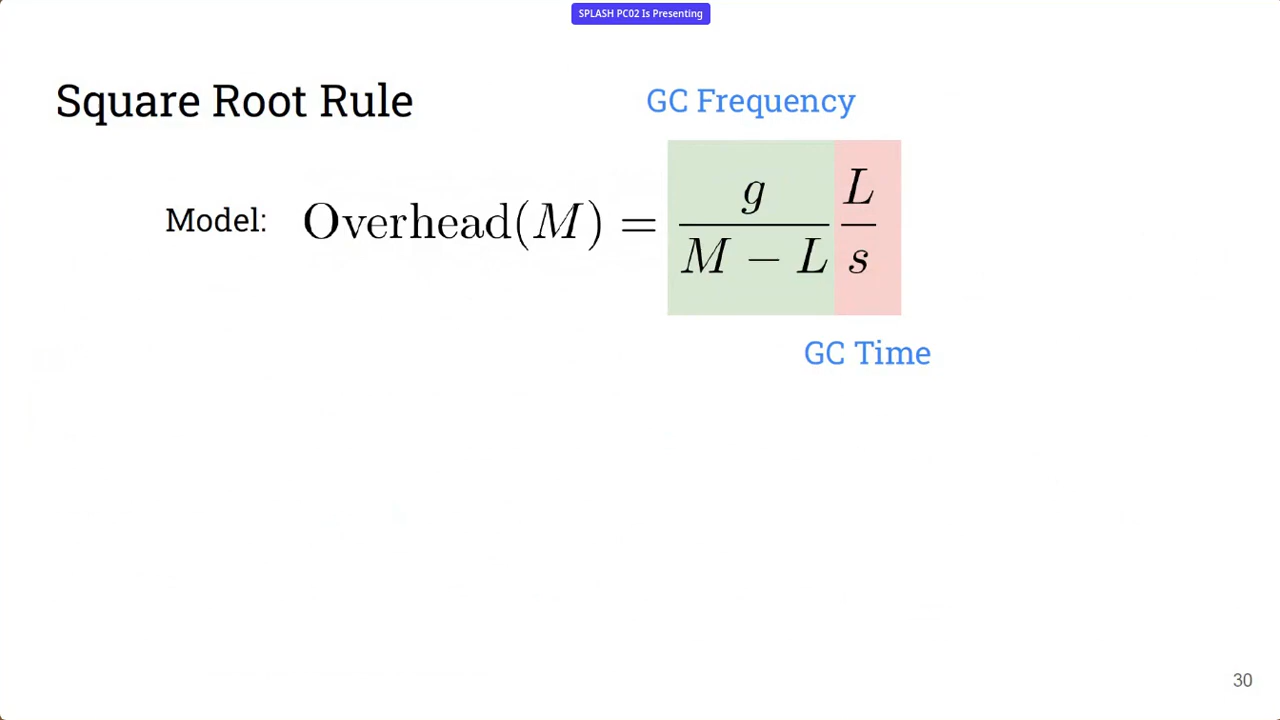 SPLASH PC02 Is Presenting
Square Root Rule
GC Frequency
Model: Overhead(M) = g/(M − L) L/s
GC Time
30